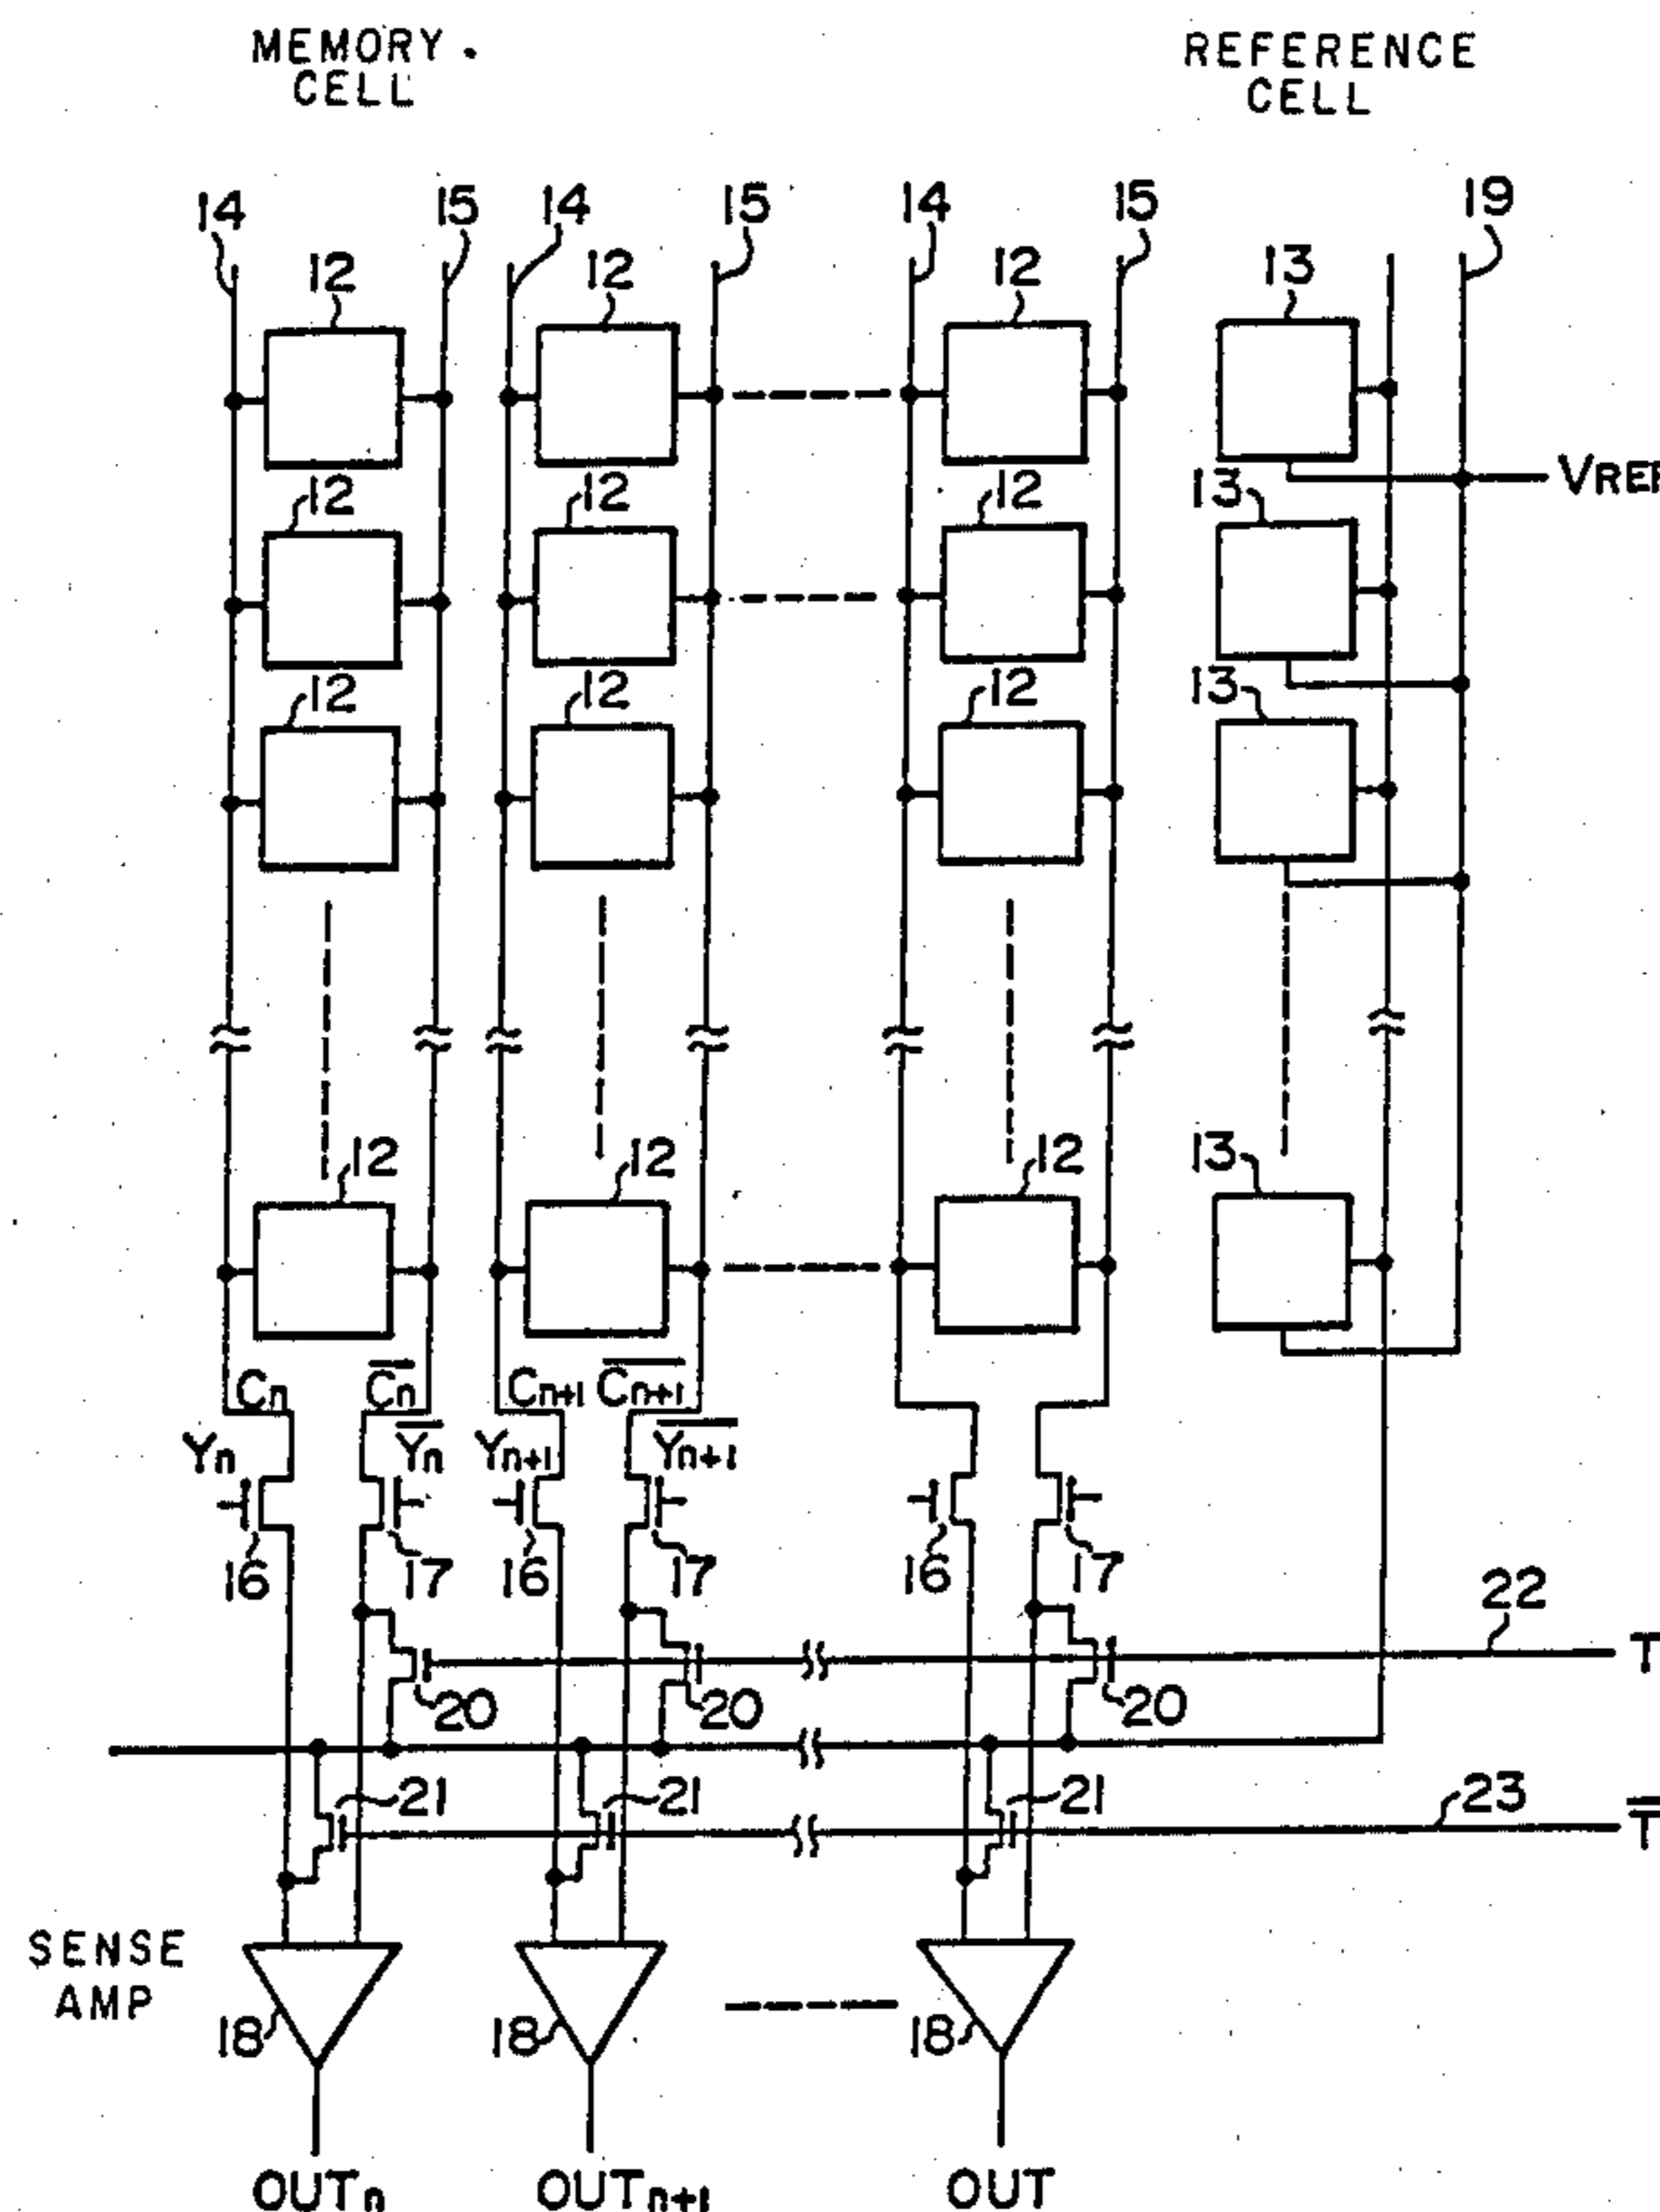 MEMORY
CELL
REFERENCE
CELL
14 15 14 15 14 15 19
12 12 12 13
VREF
12 12 12 13
12 12 12 13
12 12 12 13
Cn C̅n̅ Cn+1 C̅n̅+̅1̅
Yn Y̅n̅ Yn+1 Y̅n̅+̅1̅
16 17 16 17 16 17
22
T
20 20 20
21 21 21 23
T̅
SENSE
AMP
18 18 18
OUTn OUTn+1 OUT